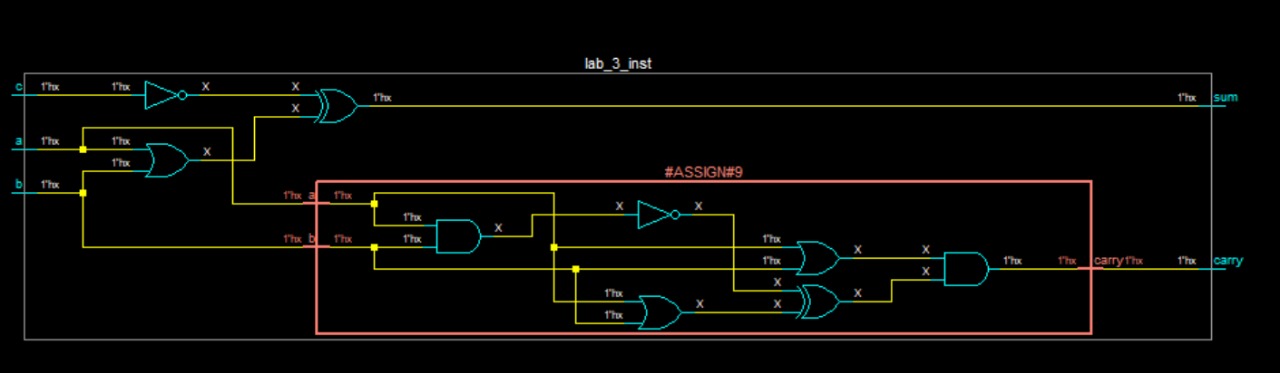 lab_3_inst
c 1'hx 1'hx X X
X 1'hx 1'hx sum
a 1'hx 1'hx X
1'hx
b 1'hx
#ASSIGN#9
1'hx a 1'hx
1'hx X X
1'hx b 1'hx 1'hx X 1'hx
1'hx X X
1'hx X 1'hx 1'hx carry 1'hx 1'hx carry
X
1'hx X X
1'hx X